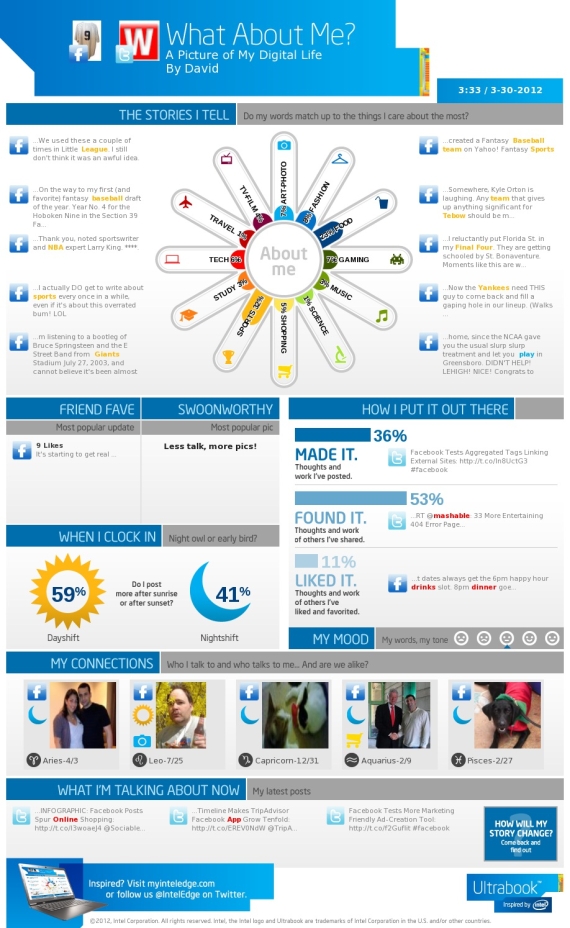 9
W
What About Me?
A Picture of My Digital Life
By David
3:33 / 3-30-2012
THE STORIES I TELL
Do my words match up to the things I care about the most?
...We used these a couple of
times in Little League. I still
don't think it was an awful idea.
...On the way to my first (and
favorite) fantasy baseball draft
of the year. Year No. 4 for the
Hoboken Nine in the Section 39
Fa...
...Thank you, noted sportswriter
and NBA expert Larry King. ****
...I actually DO get to write about
sports every once in a while,
even if it's about this overrated
bum! LOL
...m listening to a bootleg of
Bruce Springsteen and the E
Street Band from Giants
Stadium July 27, 2003, and
cannot believe it's been almost
ART-PHOTO
FASHION
FOOD
7% GAMING
MUSIC
1% SCIENCE
5% SHOPPING
SPORTS 32%
STUDY 3%
TECH
TRAVEL
TV-FILM
About
me
...created a Fantasy Baseball
team on Yahoo! Fantasy Sports
...Somewhere, Kyle Orton is
laughing. Any team that gives
up anything significant for
Tebow should be m...
...I reluctantly put Florida St. in
my Final Four. They are getting
schooled by St. Bonaventure.
Moments like this are w...
...Now the Yankees need THIS
guy to come back and fill a
gaping hole in our lineup. (Walks
...
...home, since the NCAA gave
you the usual slurp slurp
treatment and let you play in
Greensboro. DIDN'T HELP!
LEHIGH! NICE! Congrats to
FRIEND FAVE
Most popular update
9 Likes
It's starting to get real ...
SWOONWORTHY
Most popular pic
Less talk, more pics!
HOW I PUT IT OUT THERE
36%
MADE IT.
Thoughts and
work I've posted.
Facebook Tests Aggregated Tags Linking
External Sites: http://t.co/ln8UctG3
#facebook
53%
FOUND IT.
Thoughts and work
of others I've shared.
...RT @mashable: 33 More Entertaining
404 Error Page...
11%
LIKED IT.
Thoughts and work
of others I've
liked and favorited.
...t dates always get the 6pm happy hour
drinks slot. 8pm dinner goe...
WHEN I CLOCK IN
Night owl or early bird?
59%
Dayshift
Do I post
more after sunrise
or after sunset?
41%
Nightshift
MY MOOD
My words, my tone
MY CONNECTIONS
Who I talk to and who talks to me... And are we alike?
Aries-4/3
Leo-7/25
Capricorn-12/31
Aquarius-2/9
Pisces-2/27
WHAT I'M TALKING ABOUT NOW
My latest posts
...INFOGRAPHIC: Facebook Posts
Spur Online Shopping:
http://t.co/l3woaeJ4 @Sociable...
...Timeline Makes TripAdvisor
Facebook App Grow Tenfold:
http://t.co/EREV0NdW @TripA...
Facebook Tests More Marketing
Friendly Ad-Creation Tool:
http://t.co/f2Guflit #facebook
HOW WILL MY
STORY CHANGE?
Come back and
find out
Inspired? Visit myinteledge.com
or follow us @IntelEdge on Twitter.
Ultrabook™
Inspired by intel
©2012, Intel Corporation. All rights reserved. Intel, the Intel logo and Ultrabook are trademarks of Intel Corporation in the U.S. and/or other countries.